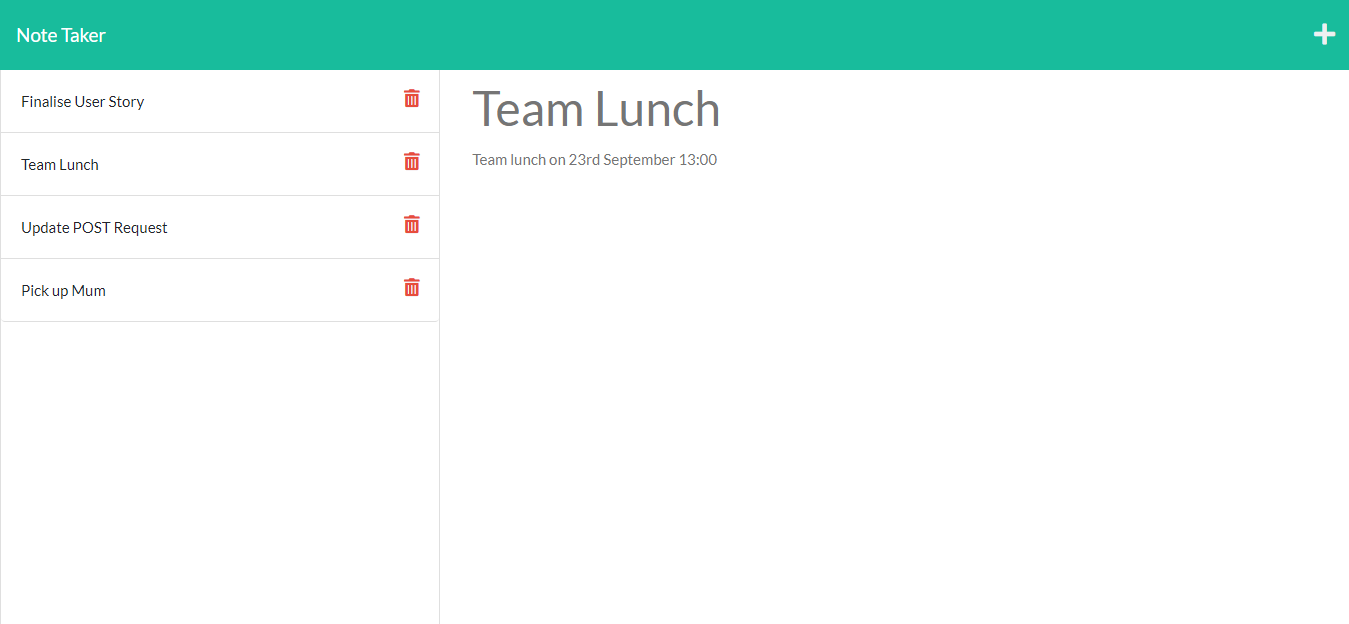 Note Taker
Finalise User Story
Team Lunch
Update POST Request
Pick up Mum
Team Lunch
Team lunch on 23rd September 13:00